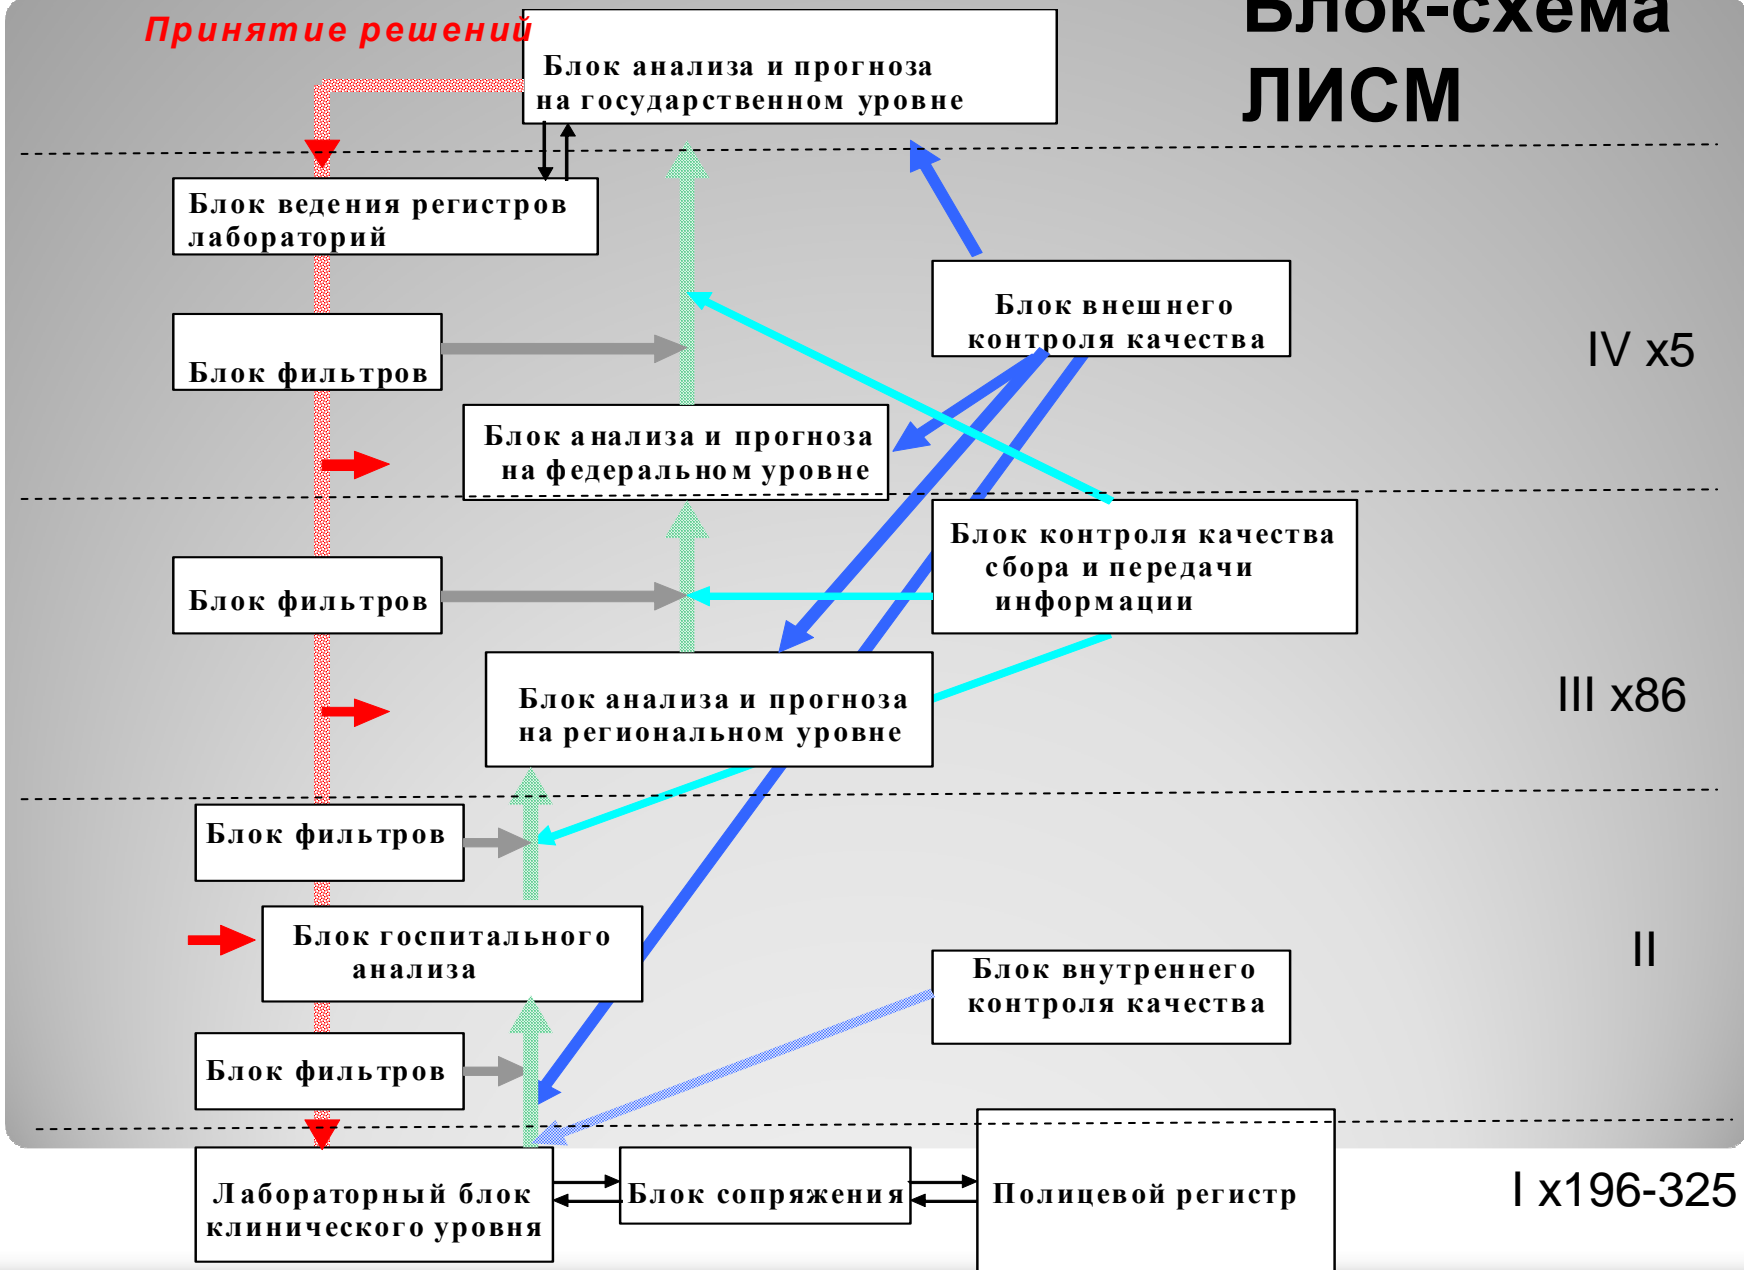 Принятие решений
Блок-схема
ЛИСМ
Блок анализа и прогноза
на государственном уровне
Блок ведения регистров
лабораторий
Блок внешнего
контроля качества
IV x5
Блок фильтров
Блок анализа и прогноза
на федеральном уровне
Блок контроля качества
сбора и передачи
информации
Блок фильтров
Блок анализа и прогноза
на региональном уровне
III x86
Блок фильтров
Блок госпитального
анализа
II
Блок внутреннего
контроля качества
Блок фильтров
Лабораторный блок
клинического уровня
Блок сопряжения
Полицевой регистр
I x196-325